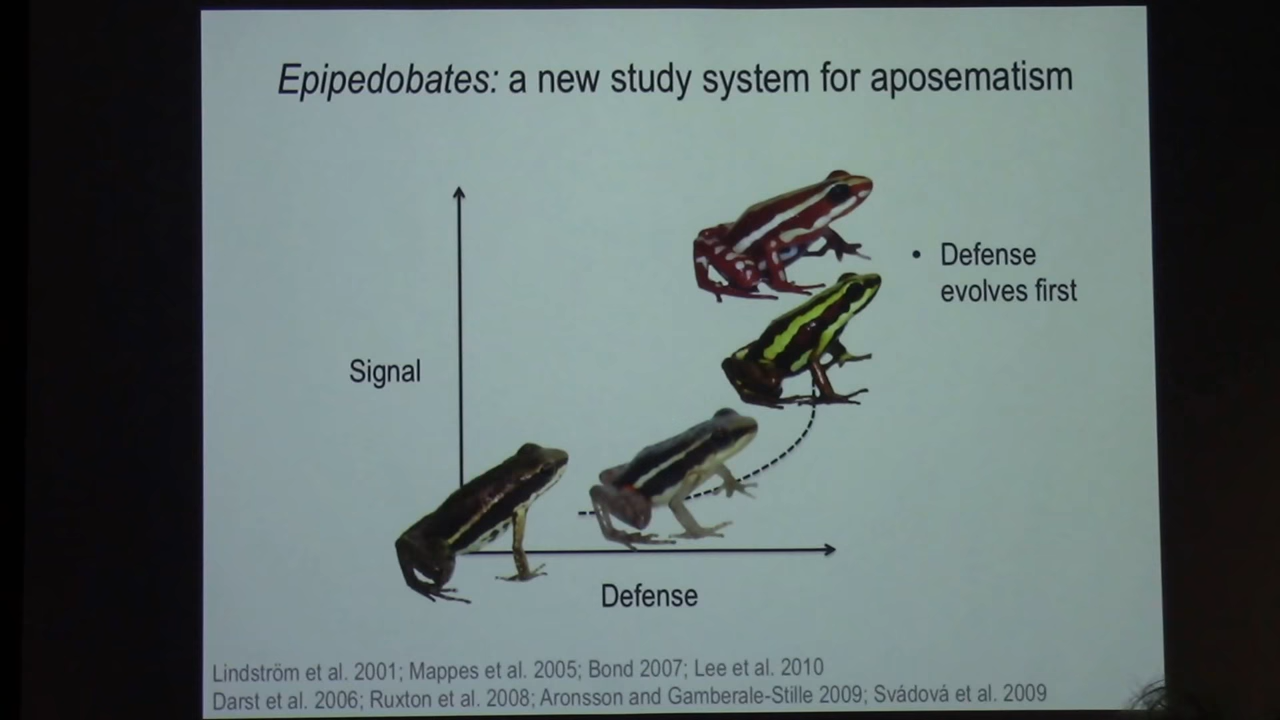 Epipedobates: a new study system for aposematism
Signal
• Defense
evolves first
Defense
Lindström et al. 2001; Mappes et al. 2005; Bond 2007; Lee et al. 2010
Darst et al. 2006; Ruxton et al. 2008; Aronsson and Gamberale-Stille 2009; Svádová et al. 2009